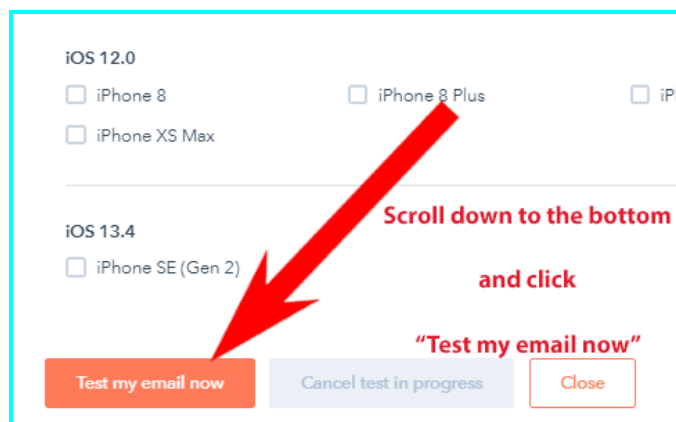 iOS 12.0
iPhone 8
iPhone 8 Plus
iPhone XS Max
Scroll down to the bottom
iOS 13.4
iPhone SE (Gen 2)
and click
“Test my email now”
Test my email now
Cancel test in progress
Close